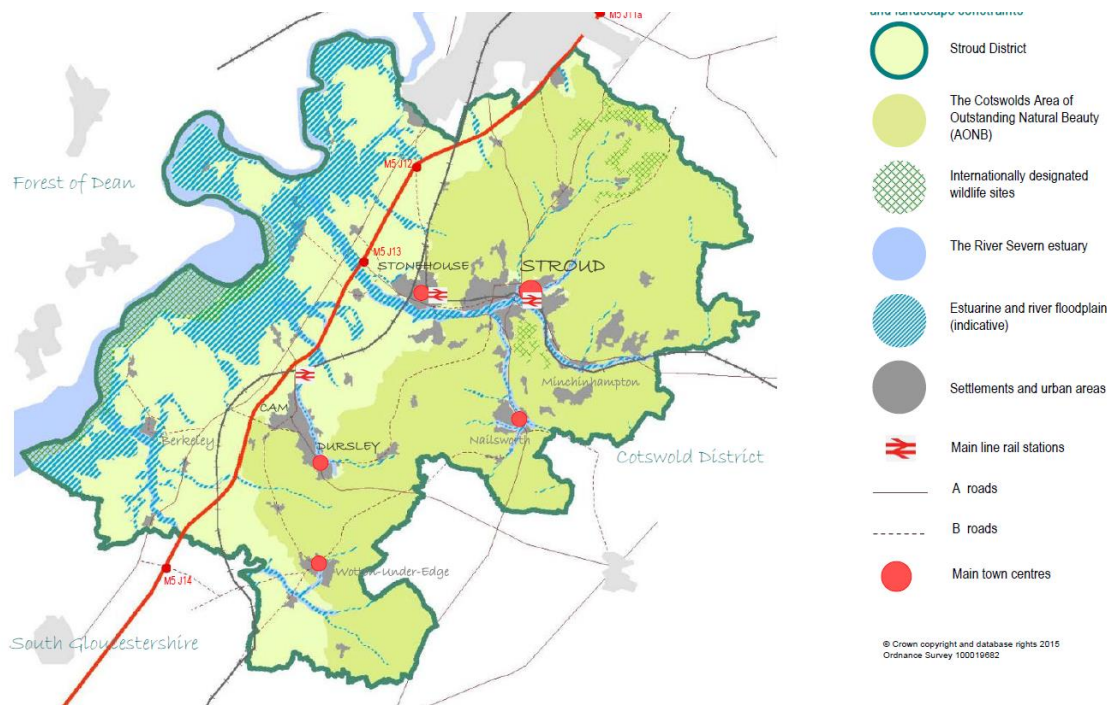 and landscape constraints
M5 J11a
Stroud District
The Cotswolds Area of
Outstanding Natural Beauty
(AONB)
Internationally designated
wildlife sites
The River Severn estuary
Estuarine and river floodplain
(indicative)
Settlements and urban areas
Main line rail stations
A roads
B roads
Main town centres
© Crown copyright and database rights 2015
Ordnance Survey 100019682
M5 J12
Forest of Dean
M5 J13
STONEHOUSE
STROUD
Minchinhampton
CAM
Berkeley
DURSLEY
Nailsworth
Cotswold District
M5 J14
Wotton-Under-Edge
South Gloucestershire